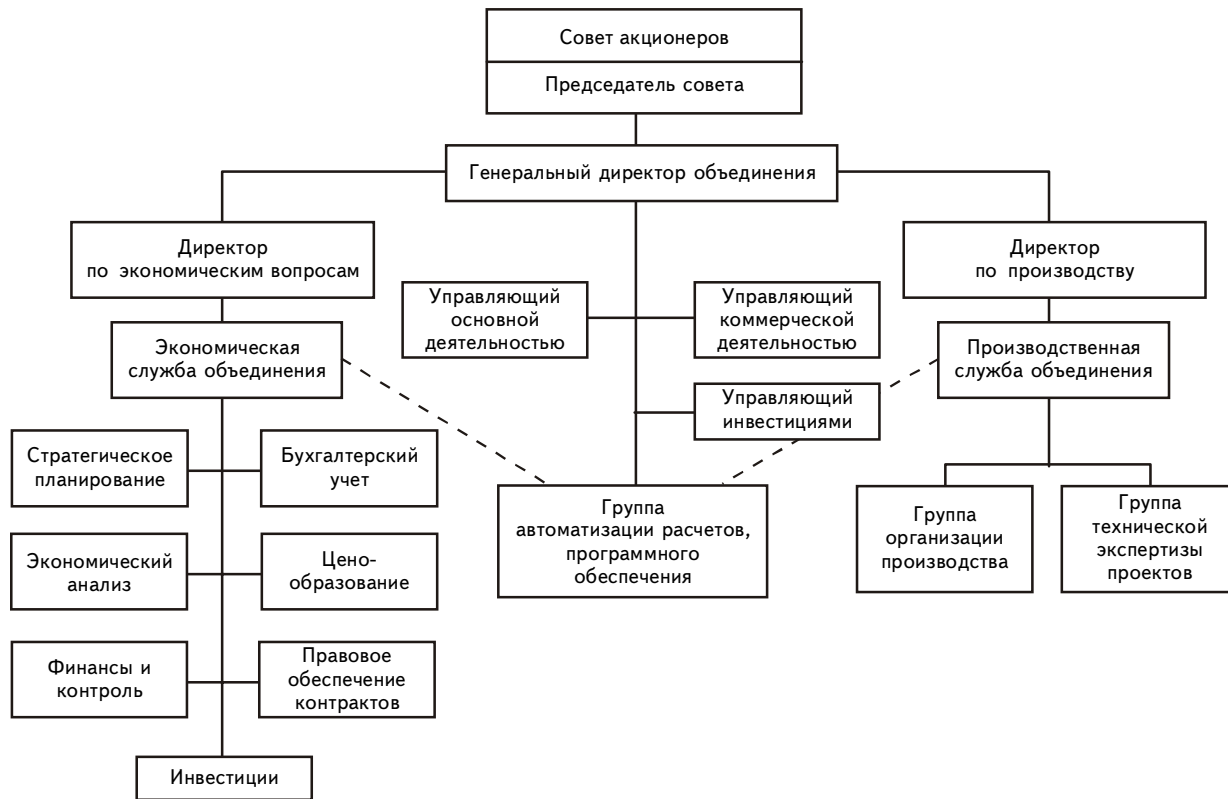 Совет акционеров
Председатель совета
Генеральный директор объединения
Директор
по экономическим вопросам
Директор
по производству
Управляющий
основной
деятельностью
Управляющий
коммерческой
деятельностью
Экономическая
служба объединения
Производственная
служба объединения
Управляющий
инвестициями
Стратегическое
планирование
Бухгалтерский
учет
Группа
автоматизации расчетов,
программного
обеспечения
Группа
организации
производства
Группа
технической
экспертизы
проектов
Экономический
анализ
Цено-
образование
Финансы и
контроль
Правовое
обеспечение
контрактов
Инвестиции